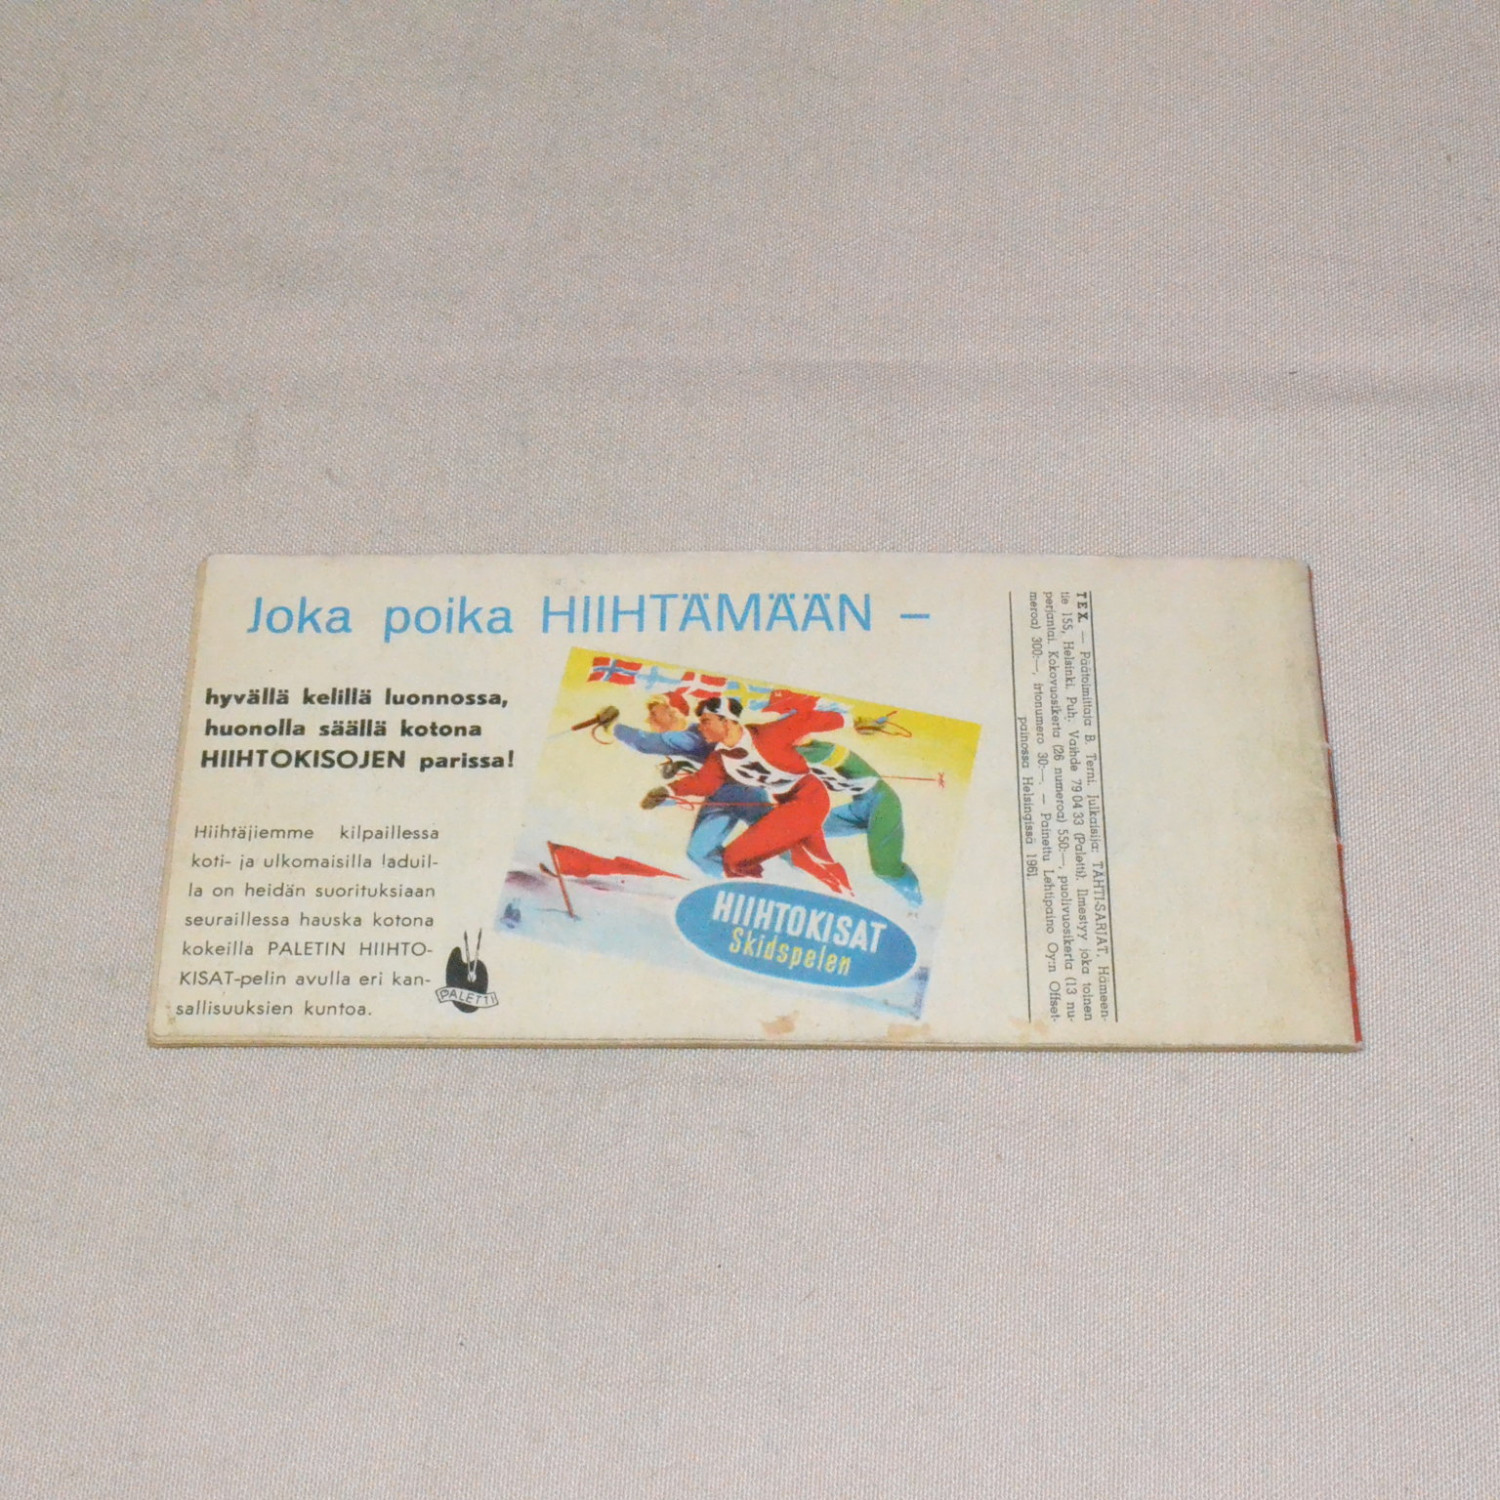 Joka poika HIIHTÄMÄÄN –
hyvällä kelillä luonnossa,
huonolla säällä kotona
HIIHTOKISOJEN parissa!
Hiihtäjiemme kilpaillessa
koti- ja ulkomaisilla laduil-
la on heidän suorituksiaan
seuraillessa hauska kotona
kokeilla PALETIN HIIHTO-
KISAT-pelin avulla eri kan-
sallisuuksien kuntoa.
PALETTI
HIIHTOKISAT
Skidspelen
TEX. — Päätoimittaja B. Terni. Julkaisija: TÄHTISARJAT, Hämeen-
tie 155, Helsinki. Puh. Vaihde 79 04 33 (Paletti). Ilmestyy joka toinen
perjantai. Kokovuosikerta (26 numeroa) 550:—, puolivuosikerta (13 nu-
meroa) 300:—, irtonumero 30:—. — Painettu Lehtipaino Oy:n Offset-
painossa Helsingissä 1961